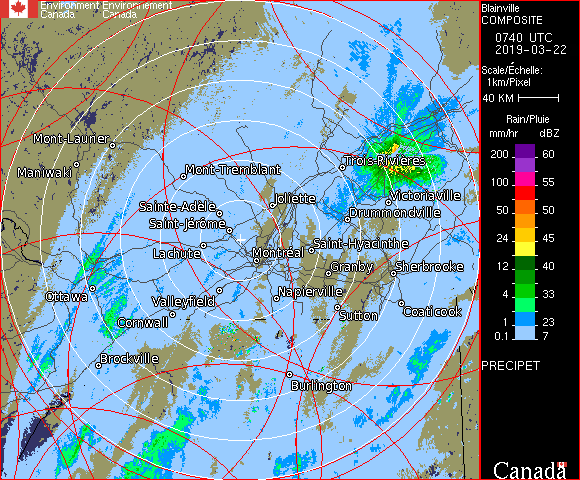 Environment Environnement
Canada Canada
Blainville
COMPOSITE
0740 UTC
2019-03-22
Scale/Échelle:
1km/Pixel
40 KM
Rain/Pluie
mm/hr dBZ
200 60
100 55
50 50
24 45
12 40
4 33
1 23
0.1 7
PRECIPET
Canada
Mont-Laurier
Maniwaki
Mont-Tremblant
Trois-Rivières
Sainte-Adèle
Joliette
Victoriaville
Saint-Jérôme
Drummondville
Lachute
Montréal
Saint-Hyacinthe
Granby
Sherbrooke
Ottawa
Valleyfield
Napierville
Coaticook
Cornwall
Sutton
Brockville
Burlington